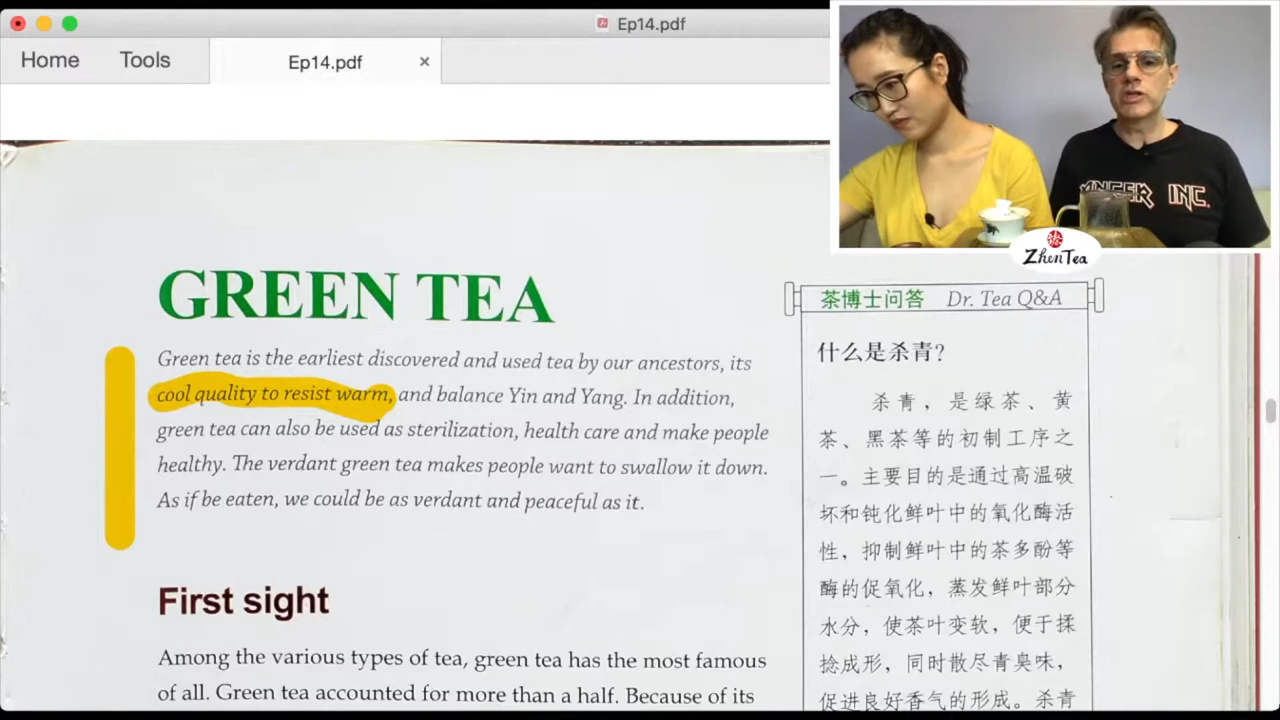 Ep14.pdf
Home
Tools
Ep14.pdf
×
INC.
ZhenTea
GREEN TEA
Green tea is the earliest discovered and used tea by our ancestors, its
cool quality to resist warm, and balance Yin and Yang. In addition,
green tea can also be used as sterilization, health care and make people
healthy. The verdant green tea makes people want to swallow it down.
As if be eaten, we could be as verdant and peaceful as it.
First sight
Among the various types of tea, green tea has the most famous
of all. Green tea accounted for more than a half. Because of its
茶博士问答 Dr. Tea Q&A
什么是杀青?
杀青，是绿茶、黄
茶、黑茶等的初制工序之
一。主要目的是通过高温破
坏和钝化鲜叶中的氧化酶活
性，抑制鲜叶中的茶多酚等
酶的促氧化，蒸发鲜叶部分
水分，使茶叶变软，便于揉
捻成形，同时散尽青臭味，
促进良好香气的形成。杀青